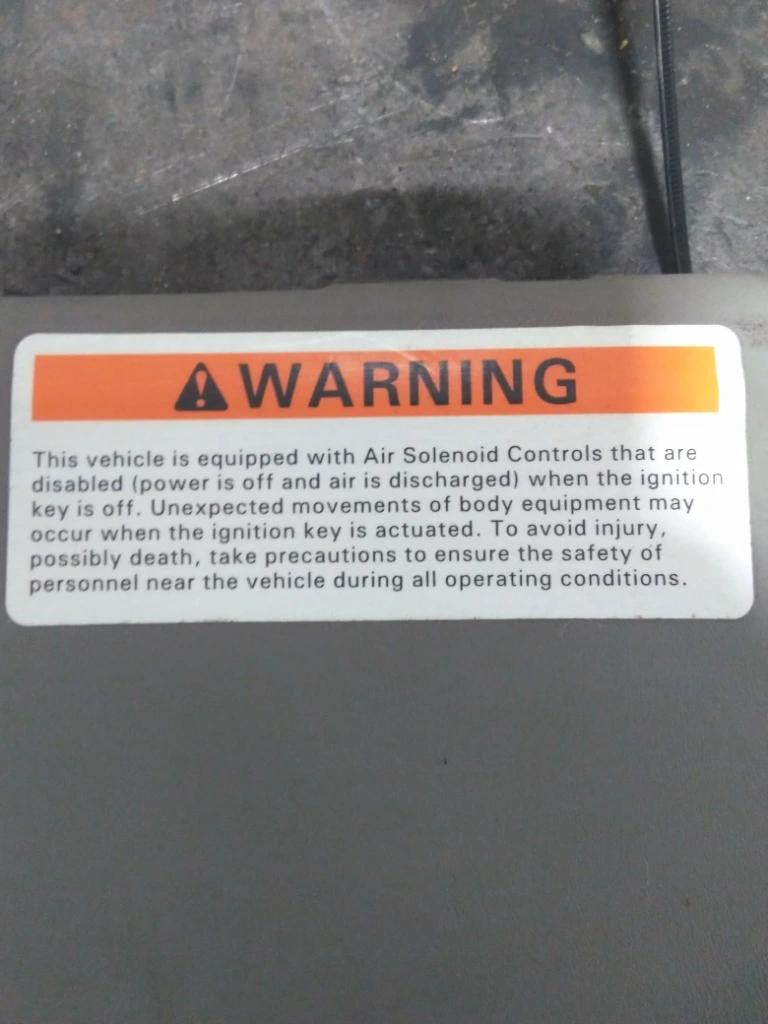 WARNING
This vehicle is equipped with Air Solenoid Controls that are
disabled (power is off and air is discharged) when the ignition
key is off. Unexpected movements of body equipment may
occur when the ignition key is actuated. To avoid injury,
possibly death, take precautions to ensure the safety of
personnel near the vehicle during all operating conditions.